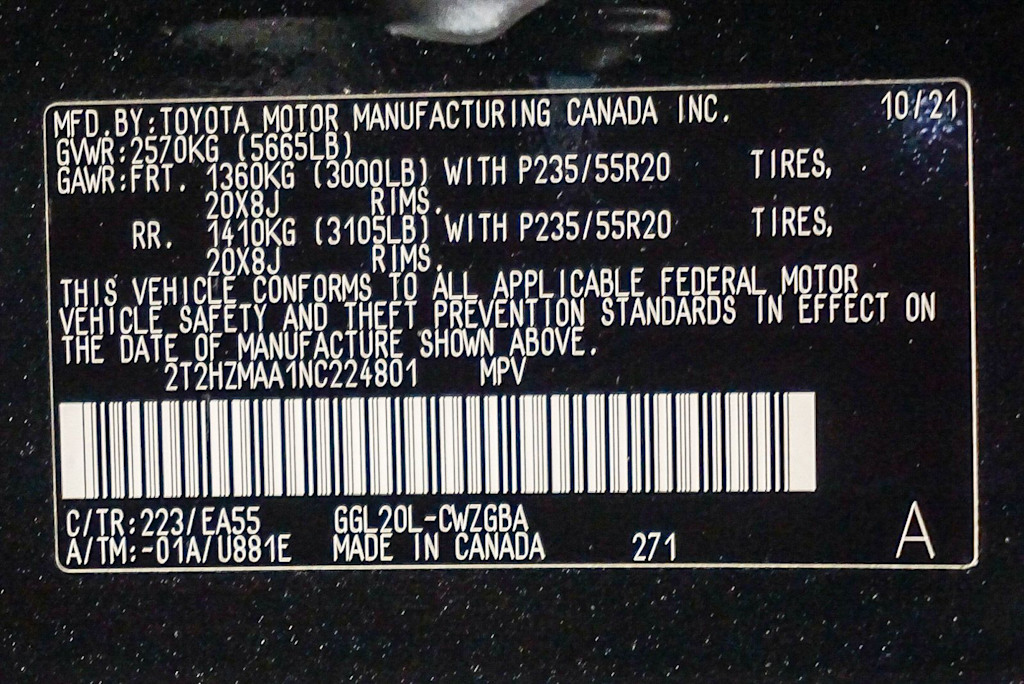 MFD.BY:TOYOTA MOTOR MANUFACTURING CANADA INC. 10/21
GVWR:2570KG (5665LB)
GAWR:FRT. 1360KG (3000LB) WITH P235/55R20 TIRES,
20X8J RIMS.
RR. 1410KG (3105LB) WITH P235/55R20 TIRES,
20X8J RIMS.
THIS VEHICLE CONFORMS TO ALL APPLICABLE FEDERAL MOTOR
VEHICLE SAFETY AND THEFT PREVENTION STANDARDS IN EFFECT ON
THE DATE OF MANUFACTURE SHOWN ABOVE.
2T2HZMAA1NC224801 MPV
C/TR:223/EA55 GGL20L-CWZGBA
A/TM:-01A/U881E MADE IN CANADA 271 A